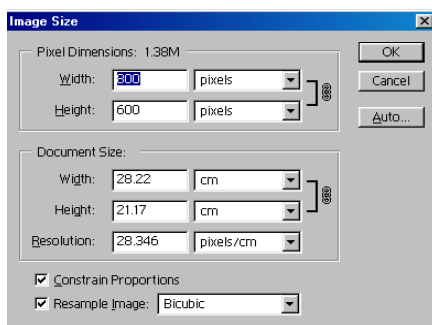 Image Size
Pixel Dimensions: 1.38M
OK
Width: 800 pixels
Cancel
Height: 600 pixels
Auto...
Document Size:
Width: 28.22 cm
Height: 21.17 cm
Resolution: 28.346 pixels/cm
Constrain Proportions
Resample Image: Bicubic